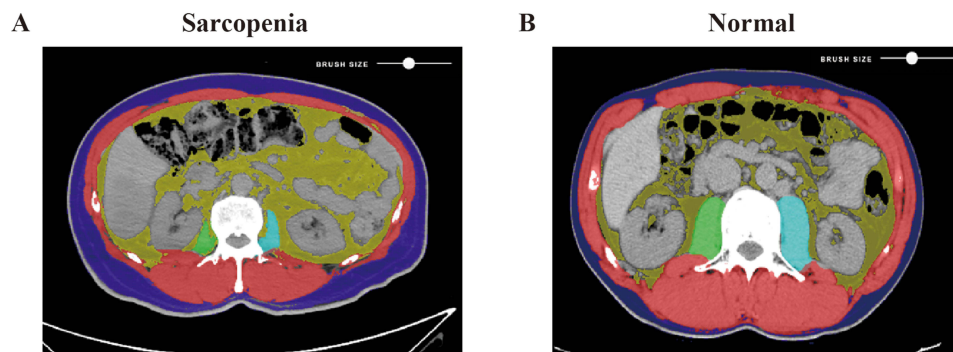 A
Sarcopenia
B
Normal
BRUSH SIZE
BRUSH SIZE